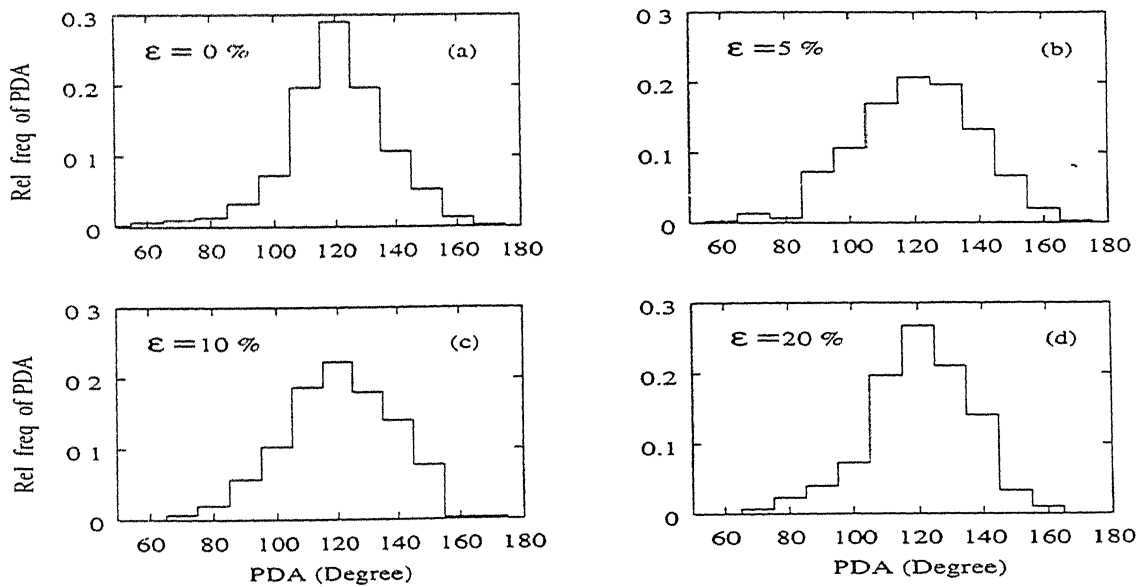 0 3
0.2
0 1
0
Rel freq of PDA
ε = 0 %
(a)
60 80 100 120 140 160 180
0.3
0.2
0.1
0
ε = 5 %
(b)
60 80 100 120 140 160 180
0 3
0 2
0 1
0
Rel freq of PDA
ε = 10 %
(c)
60 80 100 120 140 160 180
PDA (Degree)
0.3
0.2
0.1
0
ε = 20 %
(d)
60 80 100 120 140 160 180
PDA (Degree)